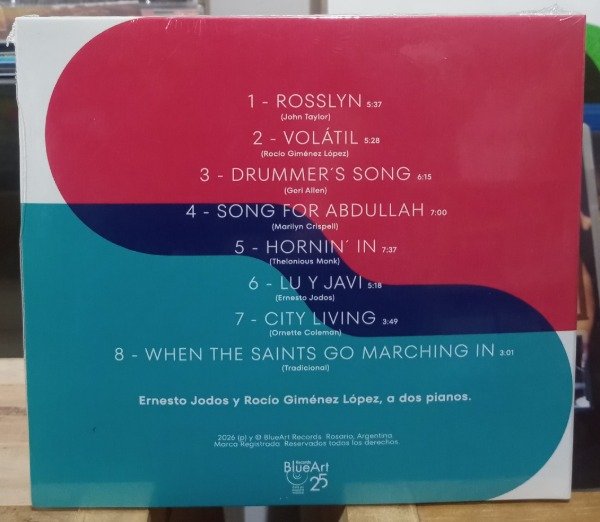 1 - ROSSLYN 5:37
(John Taylor)
2 - VOLÁTIL 5:28
(Rocío Giménez López)
3 - DRUMMER´S SONG 6:15
(Geri Allen)
4 - SONG FOR ABDULLAH 7:00
(Marilyn Crispell)
5 - HORNIN´ IN 7:37
(Thelonious Monk)
6 - LU Y JAVI 5:18
(Ernesto Jodos)
7 - CITY LIVING 3:49
(Ornette Coleman)
8 - WHEN THE SAINTS GO MARCHING IN 3:01
(Tradicional)
Ernesto Jodos y Rocío Giménez López, a dos pianos.
2026 (p) y © BlueArt Records. Rosario, Argentina.
Marca Registrada. Reservados todos los derechos.
Records
BlueArt
25